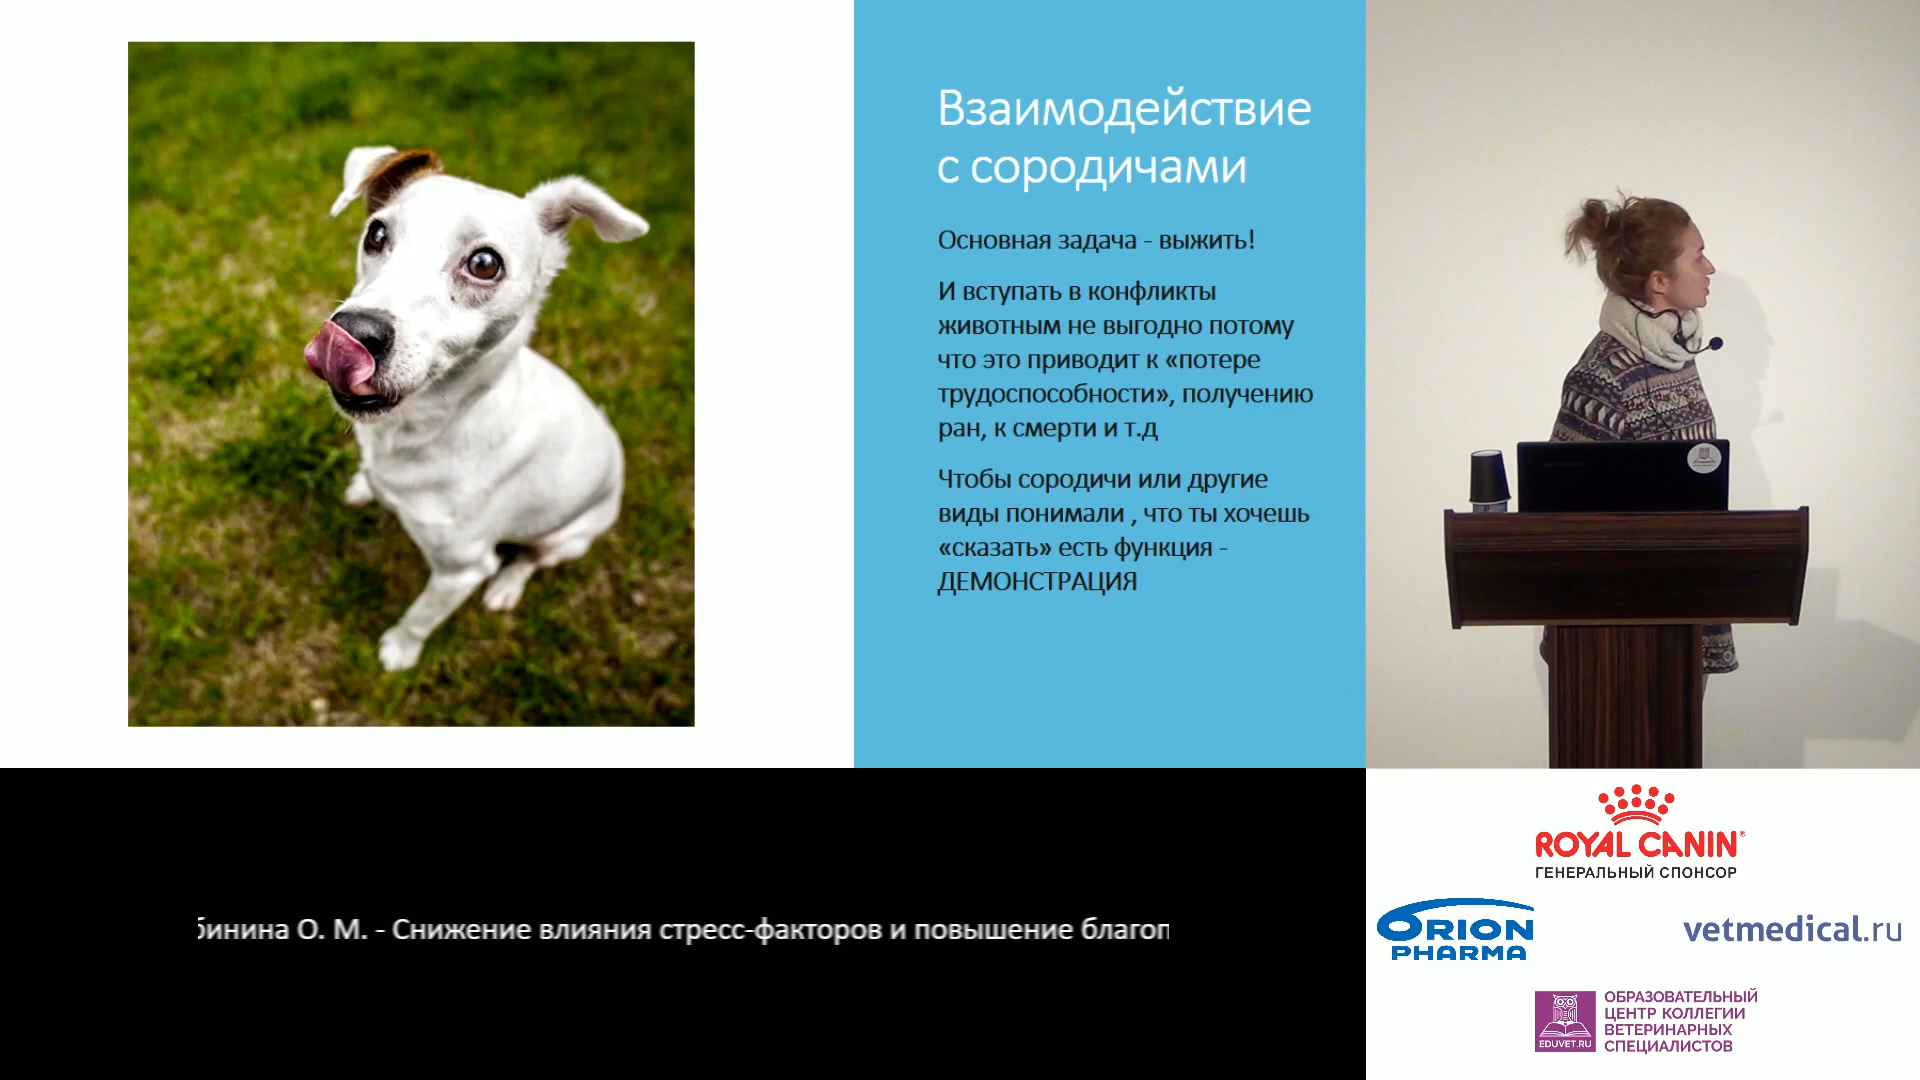 Взаимодействие
с сородичами
Основная задача - выжить!
И вступать в конфликты
животным не выгодно потому
что это приводит к «потере
трудоспособности», получению
ран, к смерти и т.д
Чтобы сородичи или другие
виды понимали , что ты хочешь
«сказать» есть функция -
ДЕМОНСТРАЦИЯ
бинина О. М. - Снижение влияния стресс-факторов и повышение благоп
ROYAL CANIN
ГЕНЕРАЛЬНЫЙ СПОНСОР
ORION
PHARMA
vetmedical.ru
EDUVET.RU
ОБРАЗОВАТЕЛЬНЫЙ
ЦЕНТР КОЛЛЕГИИ
ВЕТЕРИНАРНЫХ
СПЕЦИАЛИСТОВ